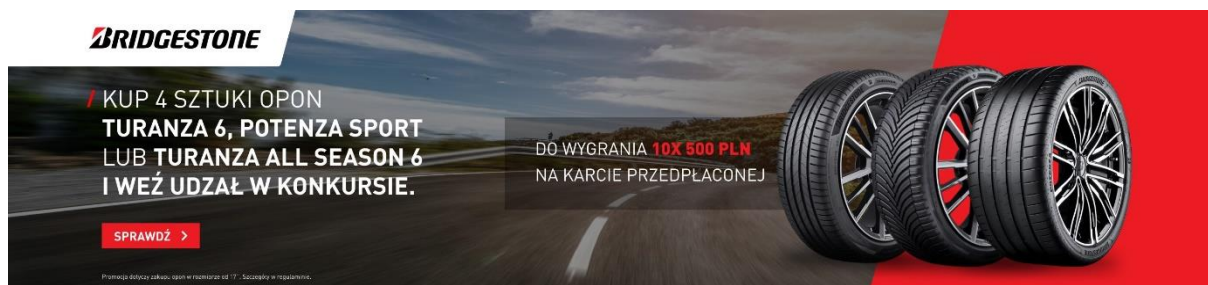 BRIDGESTONE
/ KUP 4 SZTUKI OPON
TURANZA 6, POTENZA SPORT
LUB TURANZA ALL SEASON 6
I WEŹ UDZAŁ W KONKURSIE.
DO WYGRANIA 10X 500 PLN
NA KARCIE PRZEDPŁACONEJ
SPRAWDŹ >
Promocja dotyczy zakupu opon w rozmiarze od 17". Szczegóły w regulaminie.